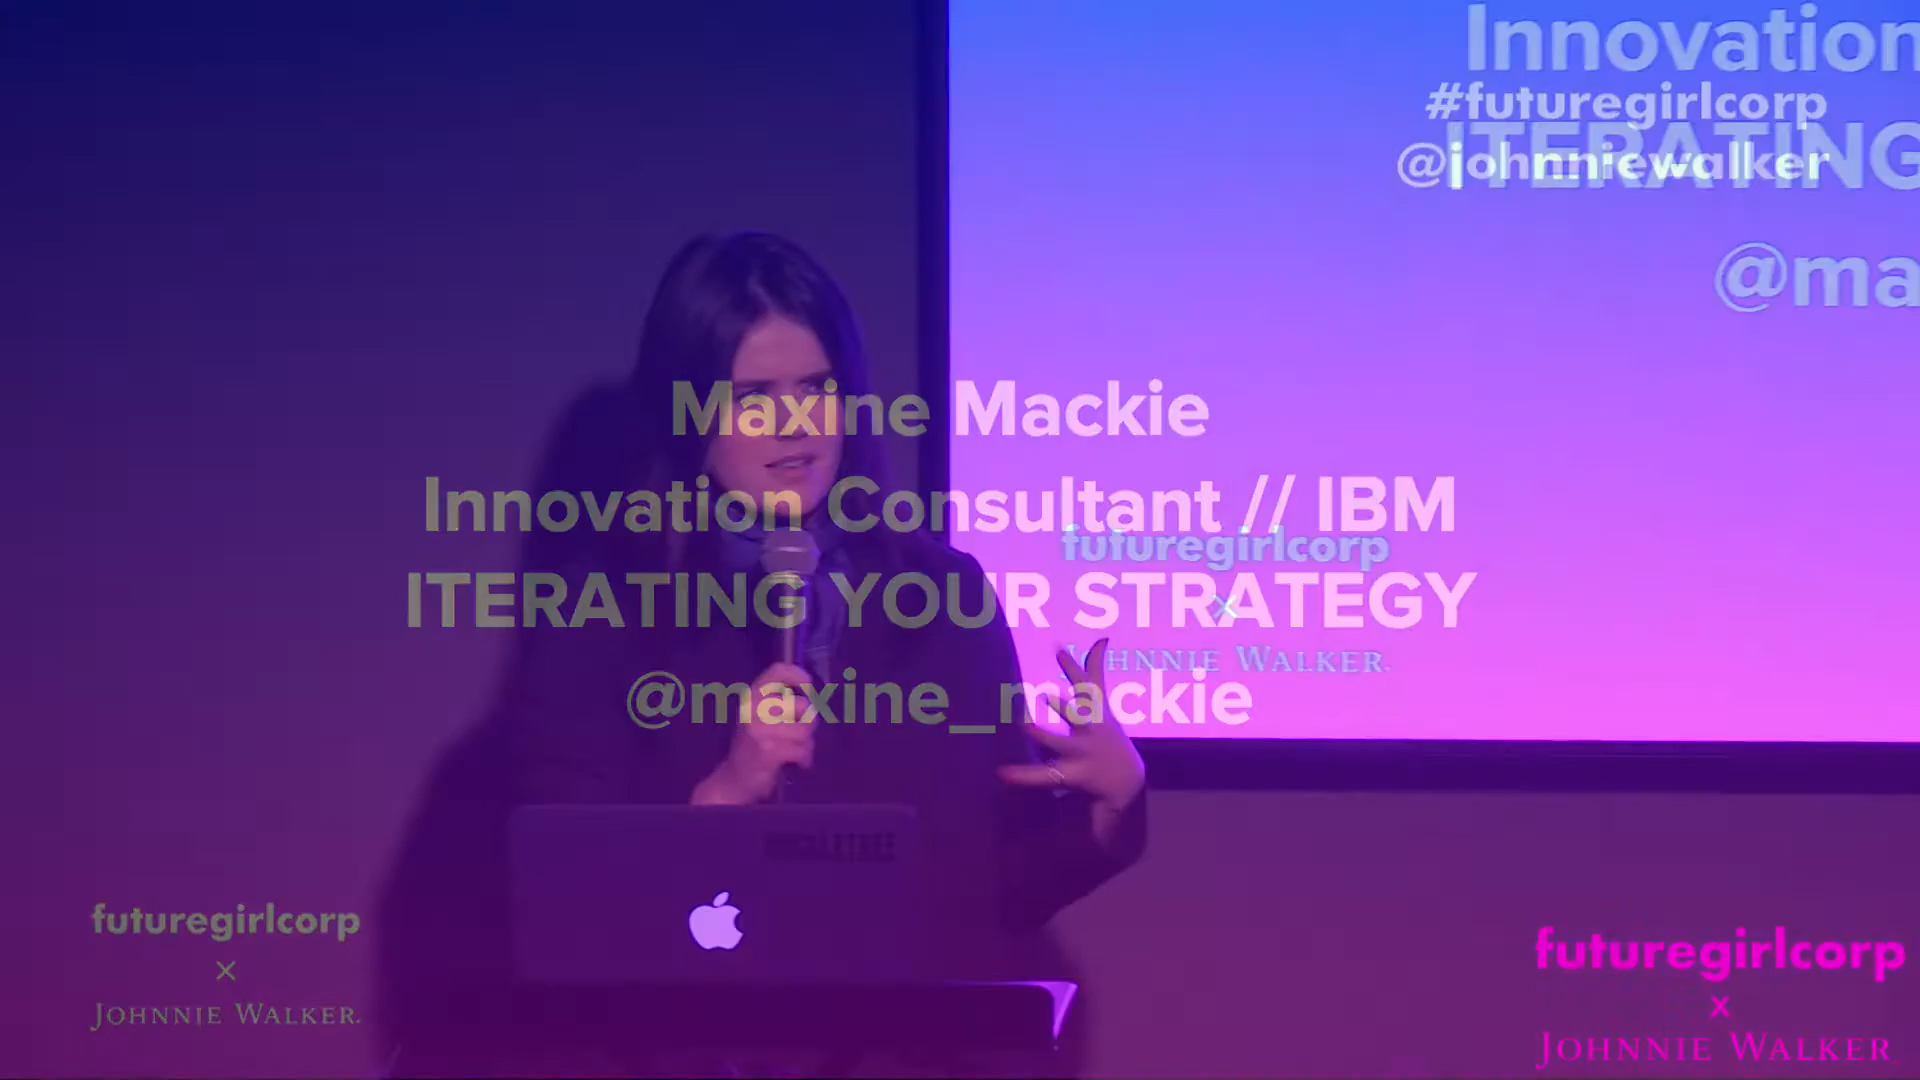 Innovation
#futuregirlcorp
ITERATING
@johnniewalker
@ma
Maxine Mackie
Innovation Consultant // IBM
futuregirlcorp
ITERATING YOUR STRATEGY
x
JOHNNIE WALKER.
@maxine_mackie
futuregirlcorp
x
JOHNNIE WALKER.
futuregirlcorp
x
JOHNNIE WALKER.